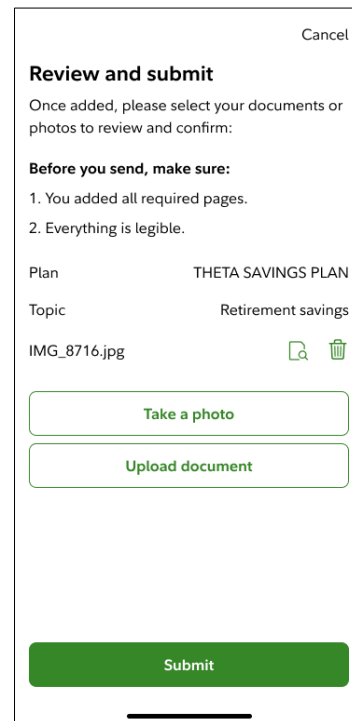 Cancel
Review and submit
Once added, please select your documents or
photos to review and confirm:
Before you send, make sure:
1. You added all required pages.
2. Everything is legible.
Plan THETA SAVINGS PLAN
Topic Retirement savings
IMG_8716.jpg
Take a photo
Upload document
Submit